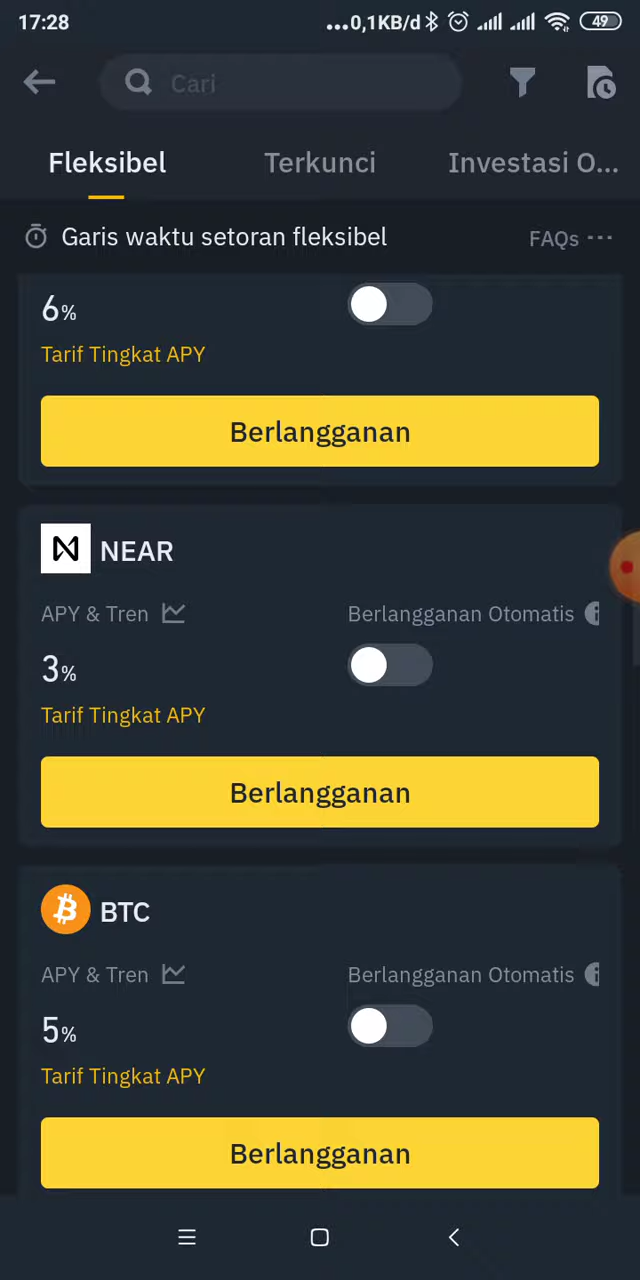 17:28
...0,1KB/d
49
Cari
Fleksibel
Terkunci
Investasi O...
Garis waktu setoran fleksibel
FAQs
6%
Tarif Tingkat APY
Berlangganan
NEAR
APY & Tren
Berlangganan Otomatis
3%
Tarif Tingkat APY
Berlangganan
BTC
APY & Tren
Berlangganan Otomatis
5%
Tarif Tingkat APY
Berlangganan